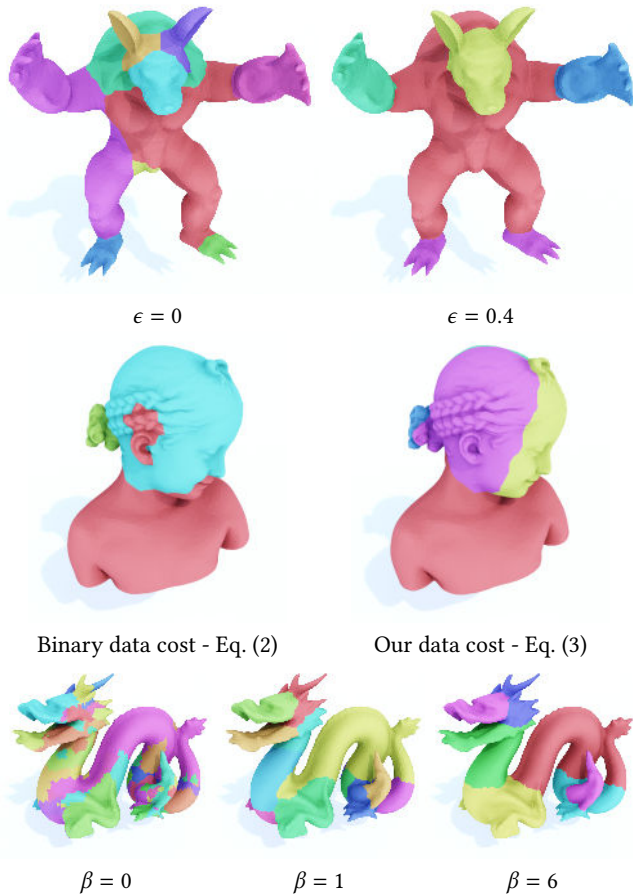 ϵ = 0
ϵ = 0.4
Binary data cost - Eq. (2)
Our data cost - Eq. (3)
β = 0
β = 1
β = 6